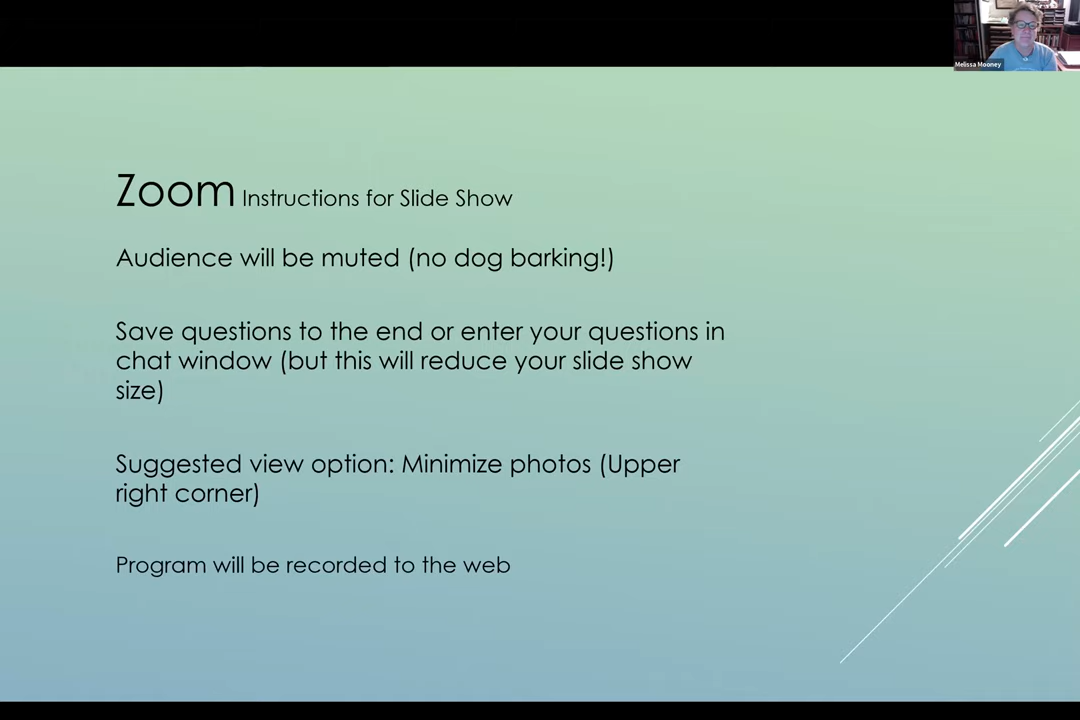 Melissa Mooney
Zoom Instructions for Slide Show
Audience will be muted (no dog barking!)
Save questions to the end or enter your questions in
chat window (but this will reduce your slide show
size)
Suggested view option: Minimize photos (Upper
right corner)
Program will be recorded to the web